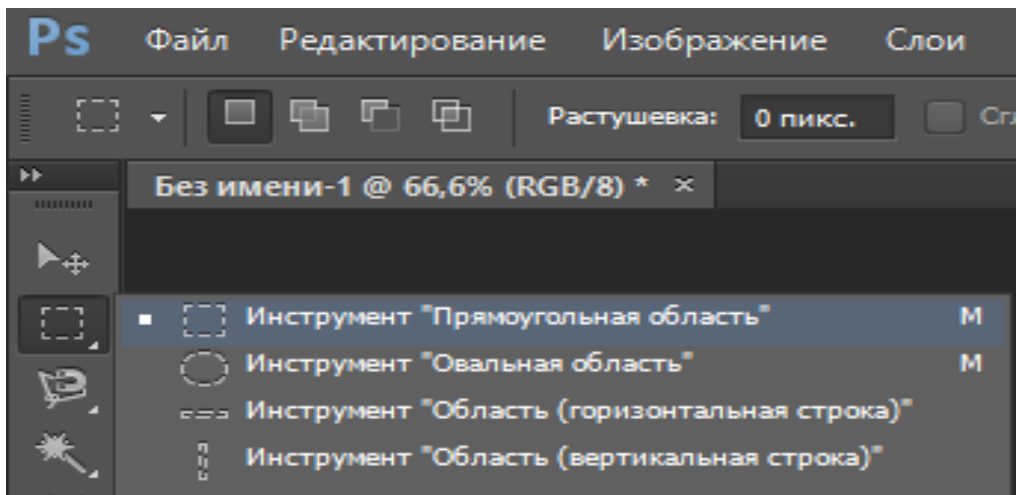 Ps Файл Редактирование Изображение Слои
Растушевка: 0 пикс.
Без имени-1 @ 66,6% (RGB/8) * ×
Инструмент "Прямоугольная область" M
Инструмент "Овальная область" M
Инструмент "Область (горизонтальная строка)"
Инструмент "Область (вертикальная строка)"